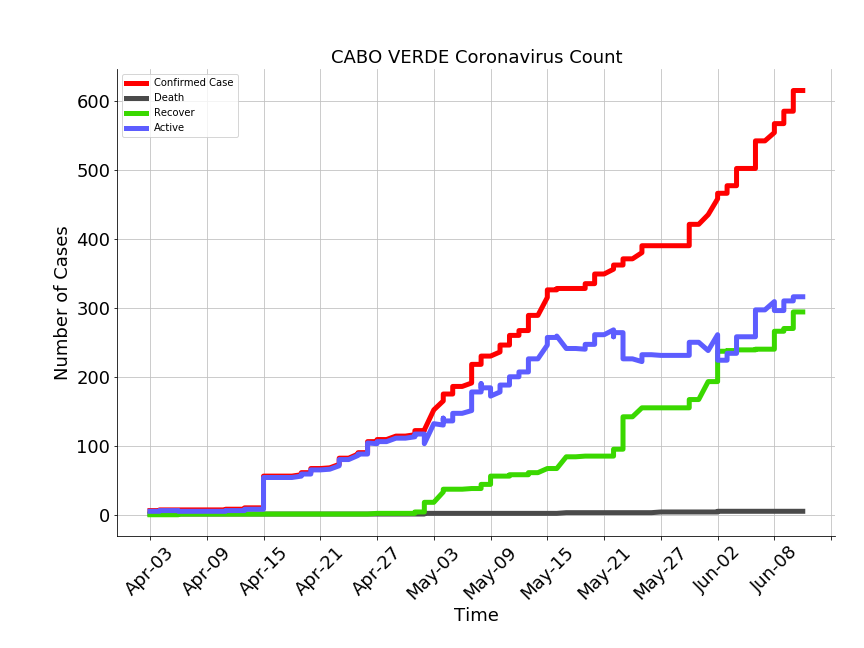 CABO VERDE Coronavirus Count
Confirmed Case
Death
Recover
Active
Number of Cases
600
500
400
300
200
100
0
Apr-03
Apr-09
Apr-15
Apr-21
Apr-27
May-03
May-09
May-15
May-21
May-27
Jun-02
Jun-08
Time